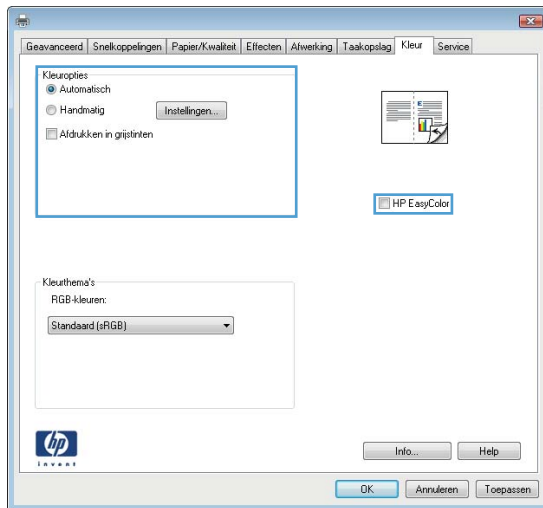 Geavanceerd Snelkoppelingen Papier/Kwaliteit Effecten Afwerking Taakopslag Kleur Service
Kleuropties
Automatisch
Handmatig Instellingen...
Afdrukken in grijstinten
HP EasyColor
Kleurthema's
RGB-kleuren:
Standaard (sRGB)
hp
invent
Info... Help
OK Annuleren Toepassen